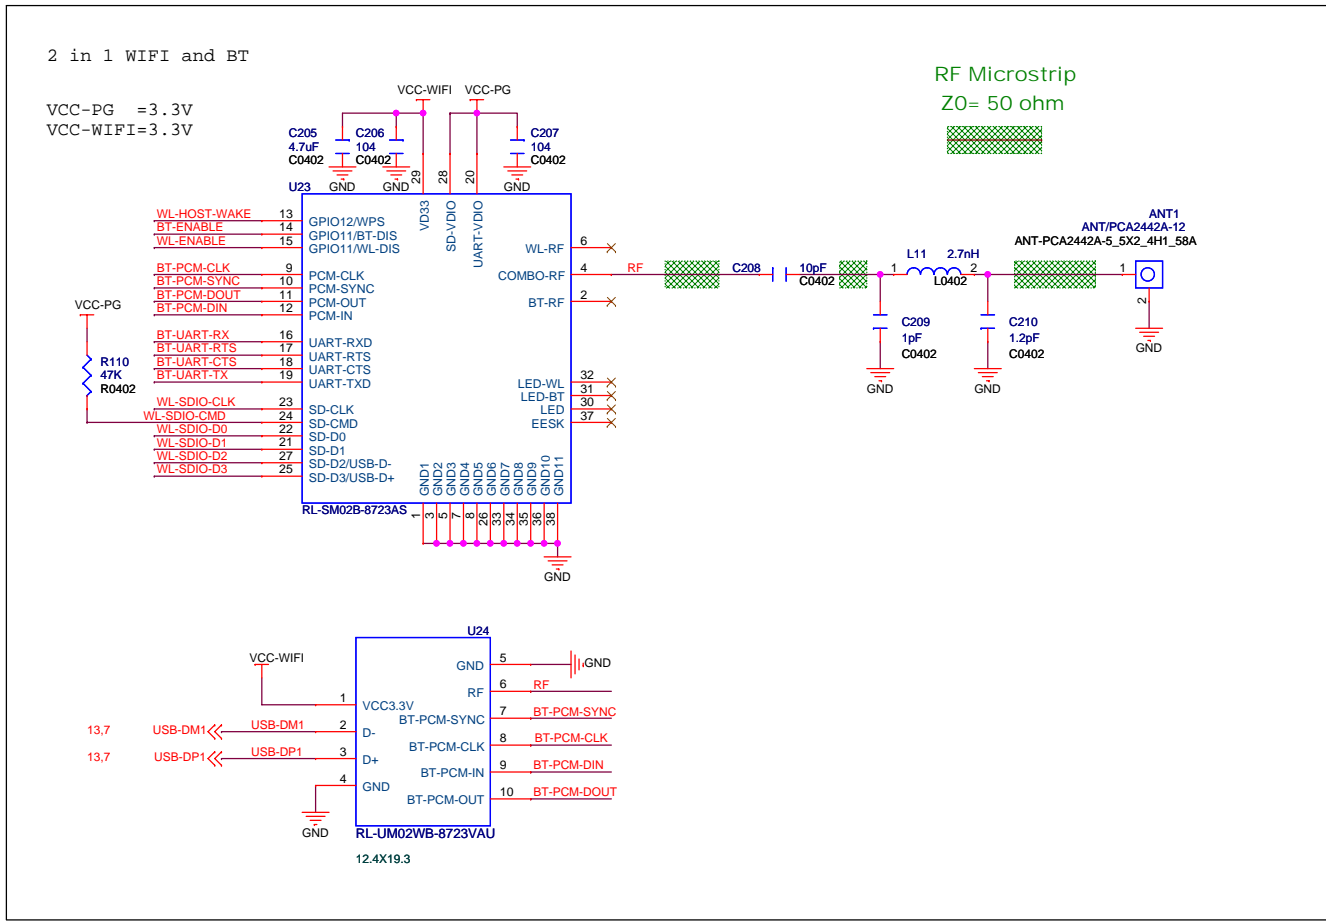 2 in 1 WIFI and BT
VCC-PG =3.3V
VCC-WIFI=3.3V
RF Microstrip
Z0= 50 ohm
VCC-WIFI
VCC-PG
C205
4.7uF
C0402
GND
C206
104
C0402
GND
C207
104
C0402
GND
29
28
20
U23
VD33
SD-VDIO
UART-VDIO
WL-HOST-WAKE 13 GPIO12/WPS
BT-ENABLE 14 GPIO11/BT-DIS
WL-ENABLE 15 GPIO11/WL-DIS
BT-PCM-CLK 9 PCM-CLK
BT-PCM-SYNC 10 PCM-SYNC
BT-PCM-DOUT 11 PCM-OUT
BT-PCM-DIN 12 PCM-IN
BT-UART-RX 16 UART-RXD
BT-UART-RTS 17 UART-RTS
BT-UART-CTS 18 UART-CTS
BT-UART-TX 19 UART-TXD
WL-SDIO-CLK 23 SD-CLK
WL-SDIO-CMD 24 SD-CMD
WL-SDIO-D0 22 SD-D0
WL-SDIO-D1 21 SD-D1
WL-SDIO-D2 27 SD-D2/USB-D-
WL-SDIO-D3 25 SD-D3/USB-D+
VCC-PG
R110
47K
R0402
WL-RF 6
COMBO-RF 4 RF
BT-RF 2
LED-WL 32
LED-BT 31
LED 30
EESK 37
GND1
GND2
GND3
GND4
GND5
GND6
GND7
GND8
GND9
GND10
GND11
RL-SM02B-8723AS
1
3
5
7
8
26
33
34
35
36
38
GND
C208
10pF
C0402
1 L11 2.7nH 2
L0402
C209
1pF
C0402
GND
C210
1.2pF
C0402
GND
ANT1
ANT/PCA2442A-12
ANT-PCA2442A-5_5X2_4H1_58A
1
2
GND
U24
VCC-WIFI
1 VCC3.3V
13,7 USB-DM1 USB-DM1 2 D-
13,7 USB-DP1 USB-DP1 3 D+
4 GND
GND
GND 5 GND
RF 6 RF
BT-PCM-SYNC 7 BT-PCM-SYNC
BT-PCM-CLK 8 BT-PCM-CLK
BT-PCM-IN 9 BT-PCM-DIN
BT-PCM-OUT 10 BT-PCM-DOUT
RL-UM02WB-8723VAU
12.4X19.3